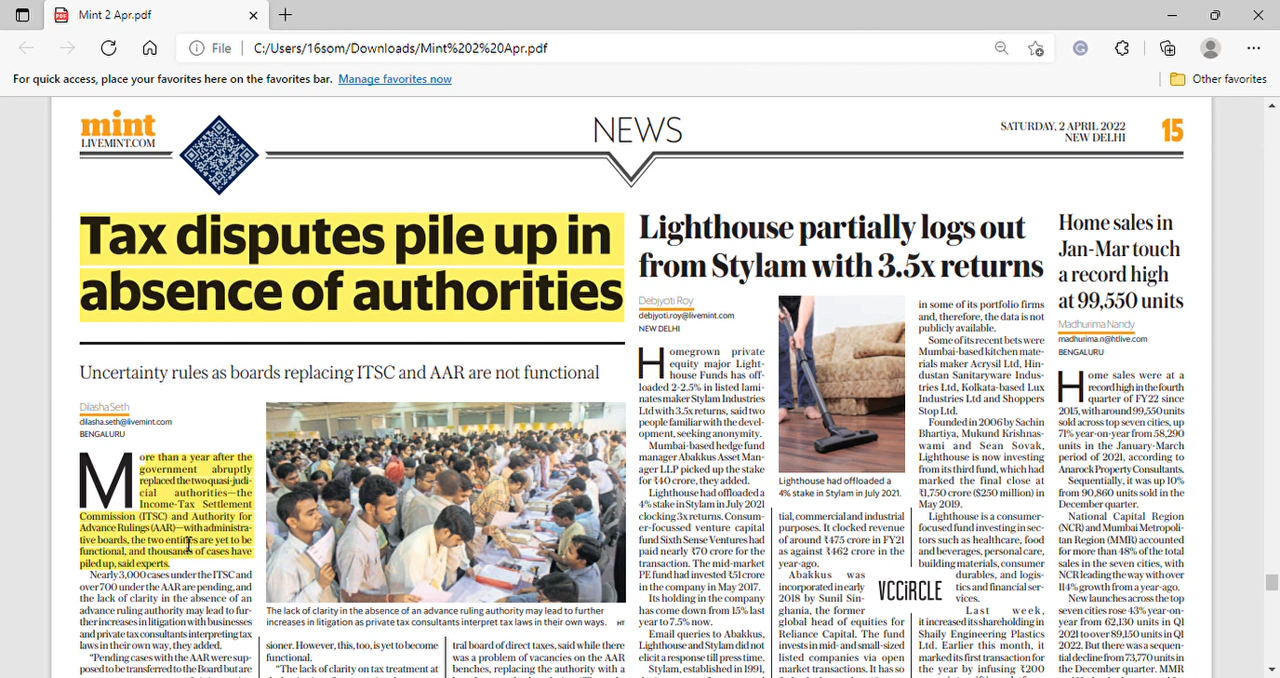 Mint 2 Apr.pdf
File
C:/Users/16som/Downloads/Mint%202%20Apr.pdf
For quick access, place your favorites here on the favorites bar. Manage favorites now
Other favorites
mint
LIVEMINT.COM
NEWS
SATURDAY, 2 APRIL 2022
NEW DELHI
15
Tax disputes pile up in
absence of authorities
Uncertainty rules as boards replacing ITSC and AAR are not functional
Dilasha Seth
dilasha.seth@livemint.com
BENGALURU
More than a year after the
government abruptly
replaced the two quasi-judi-
cial authorities—the
Income-Tax Settlement
Commission (ITSC) and Authority for
Advance Rulings (AAR)—with administra-
tive boards, the two entities are yet to be
functional, and thousands of cases have
piled up, said experts.
Nearly 3,000 cases under the ITSC and
over 700 under the AAR are pending, and
the lack of clarity in the absence of an
advance ruling authority may lead to fur-
ther increases in litigation with businesses
and private tax consultants interpreting tax
laws in their own way, they added.
"Pending cases with the AAR were sup-
posed to be transferred to the Board but are
The lack of clarity in the absence of an advance ruling authority may lead to further
increases in litigation as private tax consultants interpret tax laws in their own ways. HT
sioner. However, this, too, is yet to become
functional.
"The lack of clarity on tax treatment at
tral board of direct taxes, said while there
was a problem of vacancies on the AAR
benches, replacing the authority with a
Lighthouse partially logs out
from Stylam with 3.5x returns
Debjyoti Roy
debjyoti.roy@livemint.com
NEW DELHI
Homegrown private
equity major Light-
house Funds has off-
loaded 2-2.5% in listed lami-
nates maker Stylam Industries
Ltd with 3.5x returns, said two
people familiar with the devel-
opment, seeking anonymity.
Mumbai-based hedge fund
manager Abakkus Asset Man-
ager LLP picked up the stake
for ₹40 crore, they added.
Lighthouse had offloaded a
4% stake in Stylam in July 2021
clocking 3x returns. Consum-
er-focussed venture capital
fund Sixth Sense Ventures had
paid nearly ₹70 crore for the
transaction. The mid-market
PE fund had invested ₹51 crore
in the company in May 2017.
Its holding in the company
has come down from 15% last
year to 7.5% now.
Email queries to Abakkus,
Lighthouse and Stylam did not
elicit a response till press time.
Stylam, established in 1991,
Lighthouse had offloaded a
4% stake in Stylam in July 2021.
tial, commercial and industrial
purposes. It clocked revenue
of around ₹475 crore in FY21
as against ₹462 crore in the
year-ago.
Abakkus was
incorporated in early
2018 by Sunil Sin-
ghania, the former
global head of equities for
Reliance Capital. The fund
invests in mid- and small-sized
listed companies via open
market transactions. It has so
VCCiRCLE
in some of its portfolio firms
and, therefore, the data is not
publicly available.
Some of its recent bets were
Mumbai-based kitchen mate-
rials maker Acrysil Ltd, Hin-
dustan Sanitaryware Indus-
tries Ltd, Kolkata-based Lux
Industries Ltd and Shoppers
Stop Ltd.
Founded in 2006 by Sachin
Bhartiya, Mukund Krishnas-
wami and Sean Sovak,
Lighthouse is now investing
from its third fund, which had
marked the final close at
₹1,750 crore ($250 million) in
May 2019.
Lighthouse is a consumer-
focused fund investing in sec-
tors such as healthcare, food
and beverages, personal care,
building materials, consumer
durables, and logis-
tics and financial ser-
vices.
Last week,
it increased its shareholding in
Shaily Engineering Plastics
Ltd. Earlier this month, it
marked its first transaction for
the year by infusing ₹200
Home sales in
Jan-Mar touch
a record high
at 99,550 units
Madhurima Nandy
madhurima.n@htlive.com
BENGALURU
Home sales were at a
record high in the fourth
quarter of FY22 since
2015, with around 99,550 units
sold across top seven cities, up
71% year-on-year from 58,290
units in the January-March
period of 2021, according to
Anarock Property Consultants.
Sequentially, it was up 10%
from 90,860 units sold in the
December quarter.
National Capital Region
(NCR) and Mumbai Metropoli-
tan Region (MMR) accounted
for more than 48% of the total
sales in the seven cities, with
NCR leading the way with over
114% growth from a year-ago.
New launches across the top
seven cities rose 43% year-on-
year from 62,130 units in Q1
2021 to over 89,150 units in Q1
2022. But there was a sequen-
tial decline from 73,770 units in
the December quarter. MMR